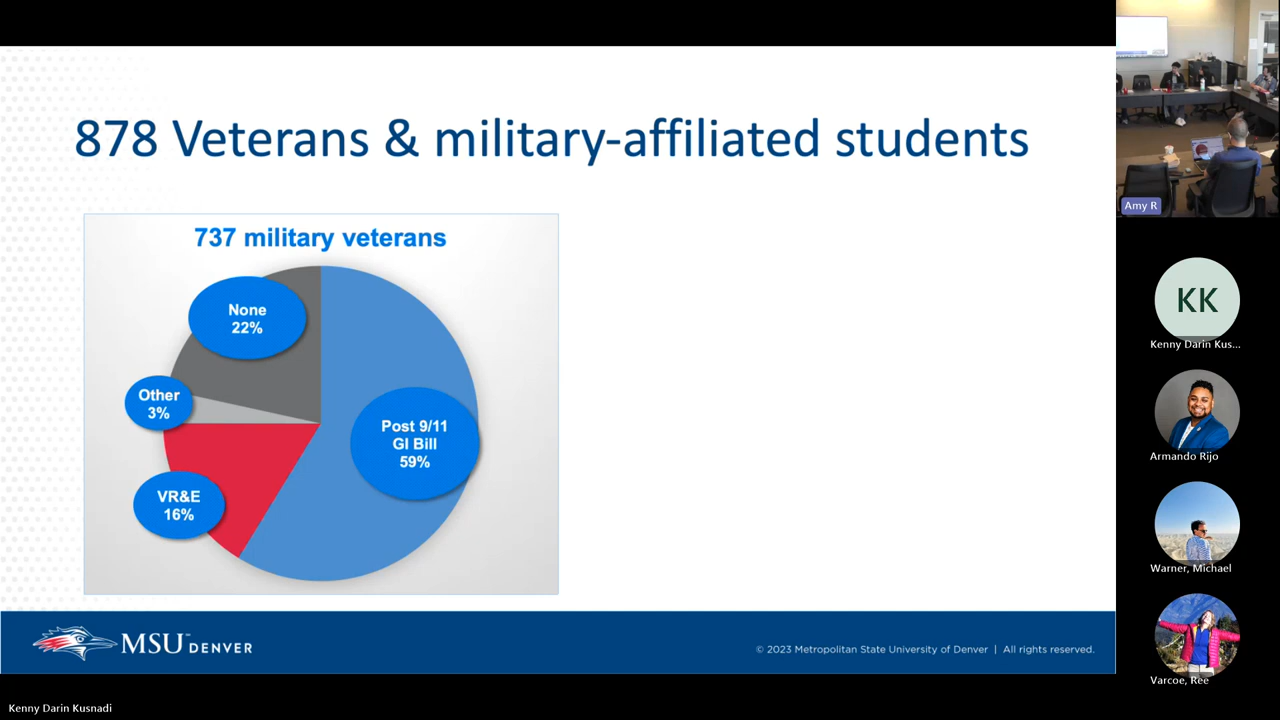 878 Veterans & military-affiliated students
737 military veterans
None
22%
Other
3%
Post 9/11
GI Bill
59%
VR&E
16%
MSU DENVER
© 2023 Metropolitan State University of Denver | All rights reserved.
Amy R
KK
Kenny Darin Kus...
Armando Rijo
Warner, Michael
Varcoe, Ree
Kenny Darin Kusnadi